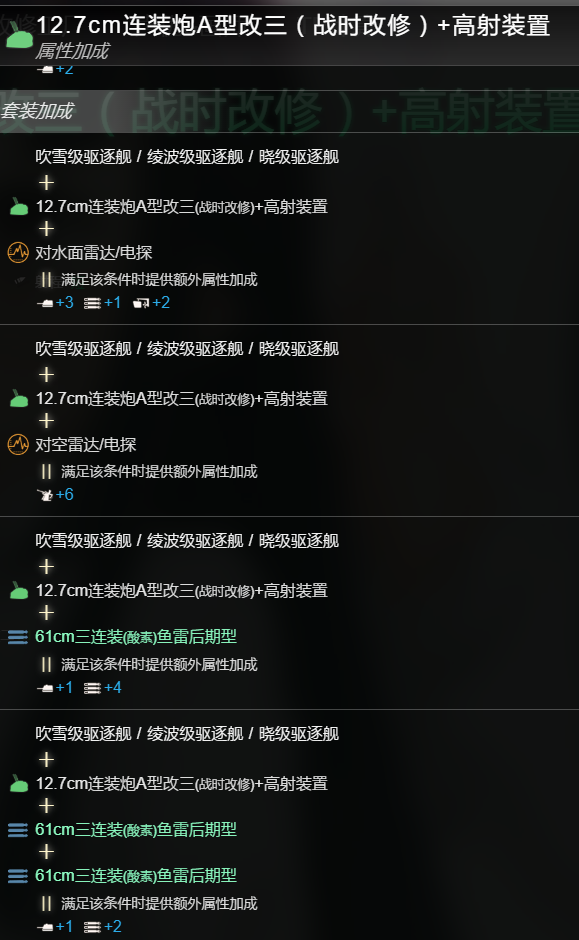 12.7cm连装炮A型改三（战时改修）+高射装置
属性加成
+2
套装加成
吹雪级驱逐舰 / 绫波级驱逐舰 / 晓级驱逐舰
+
12.7cm连装炮A型改三(战时改修)+高射装置
+
对水面雷达/电探
|| 满足该条件时提供额外属性加成
+3 +1 +2
吹雪级驱逐舰 / 绫波级驱逐舰 / 晓级驱逐舰
+
12.7cm连装炮A型改三(战时改修)+高射装置
+
对空雷达/电探
|| 满足该条件时提供额外属性加成
+6
吹雪级驱逐舰 / 绫波级驱逐舰 / 晓级驱逐舰
+
12.7cm连装炮A型改三(战时改修)+高射装置
+
61cm三连装(酸素)鱼雷后期型
|| 满足该条件时提供额外属性加成
+1 +4
吹雪级驱逐舰 / 绫波级驱逐舰 / 晓级驱逐舰
+
12.7cm连装炮A型改三(战时改修)+高射装置
+
61cm三连装(酸素)鱼雷后期型
+
61cm三连装(酸素)鱼雷后期型
|| 满足该条件时提供额外属性加成
+1 +2